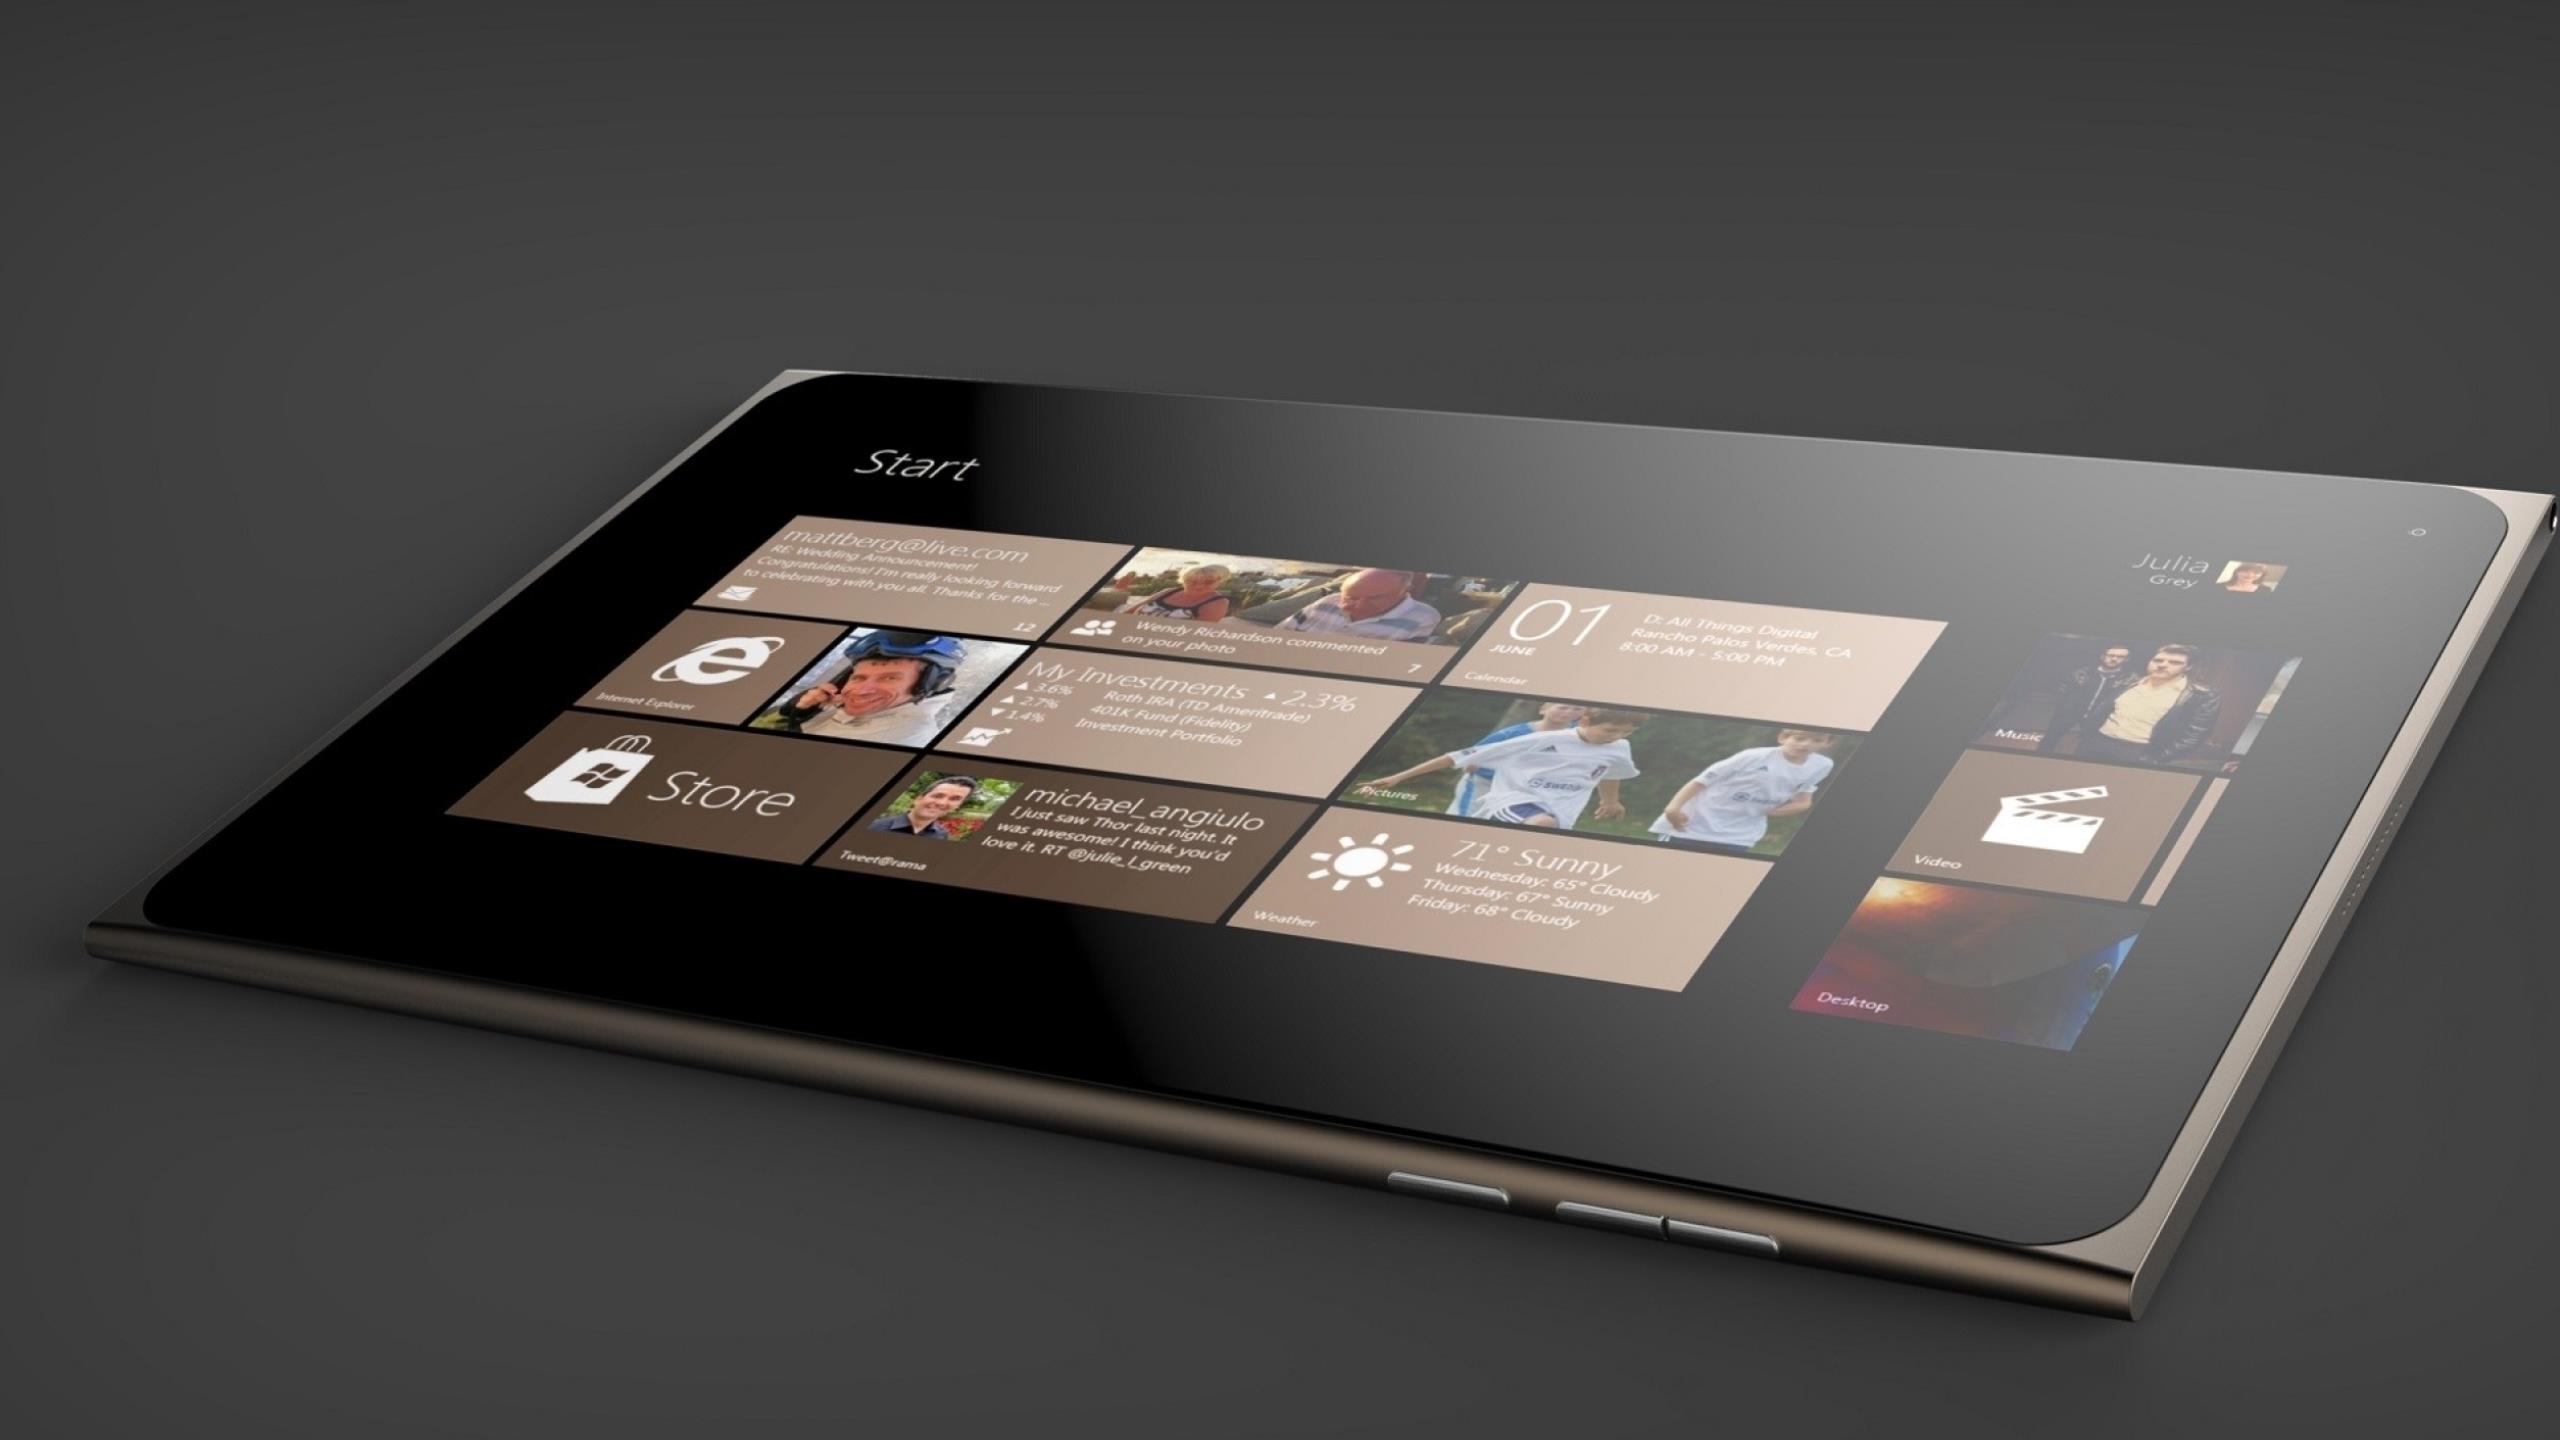 Start
Julia
Grey
mattberg@live.com
RE: Wedding Announcement!
Congratulations! I'm really looking forward
to celebrating with you all. Thanks for the ...
12
Internet Explorer
Store
Wendy Richardson commented
on your photo
7
My Investments ▲ 2.3%
▲ 3.6% Roth IRA (TD Ameritrade)
▲ 2.7% 401K Fund (Fidelity)
▼ 1.4% Investment Portfolio
michael_angiulo
I just saw Thor last night. It
was awesome! I think you'd
love it. RT @julie_l_green
Tweet@rama
01
JUNE
D: All Things Digital
Rancho Palos Verdes, CA
8:00 AM - 5:00 PM
Calendar
Pictures
71° Sunny
Wednesday: 65° Cloudy
Thursday: 67° Sunny
Friday: 68° Cloudy
Weather
Music
Video
Desktop